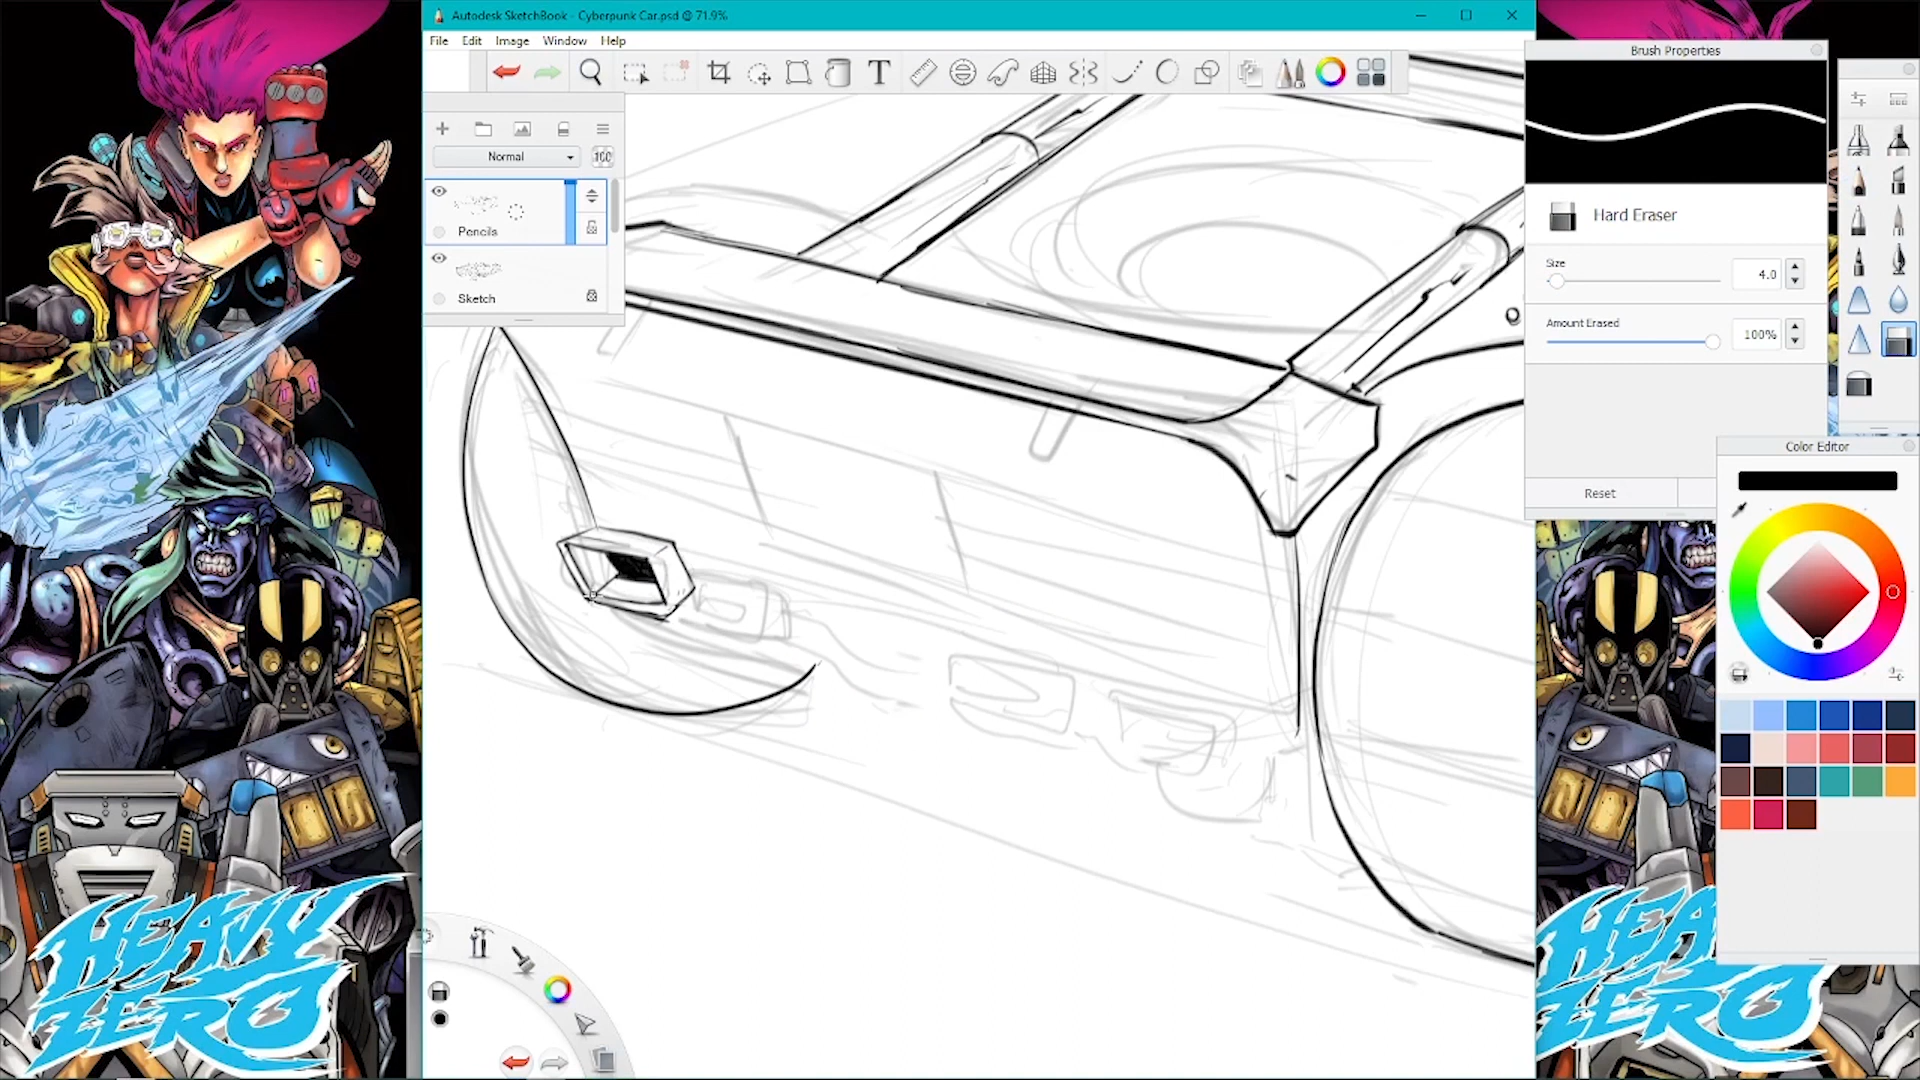 Autodesk SketchBook - Cyberpunk Car.psd @ 71.9%
File Edit Image Window Help
Brush Properties
Normal 100
Pencils
Sketch
Hard Eraser
Size
4.0
Amount Erased
100%
Reset
Color Editor
HEAVY
ZERO
HEA
ZERO